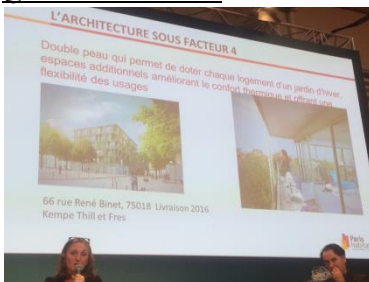 L'ARCHITECTURE SOUS FACTEUR 4
Double peau qui permet de doter chaque logement d'un jardin d'hiver,
espaces additionnels améliorant le confort thermique et offrant une
flexibilité des usages
66 rue René Binet, 75018 Livraison 2016
Kempe Thill et Fres
Paris
Habitat